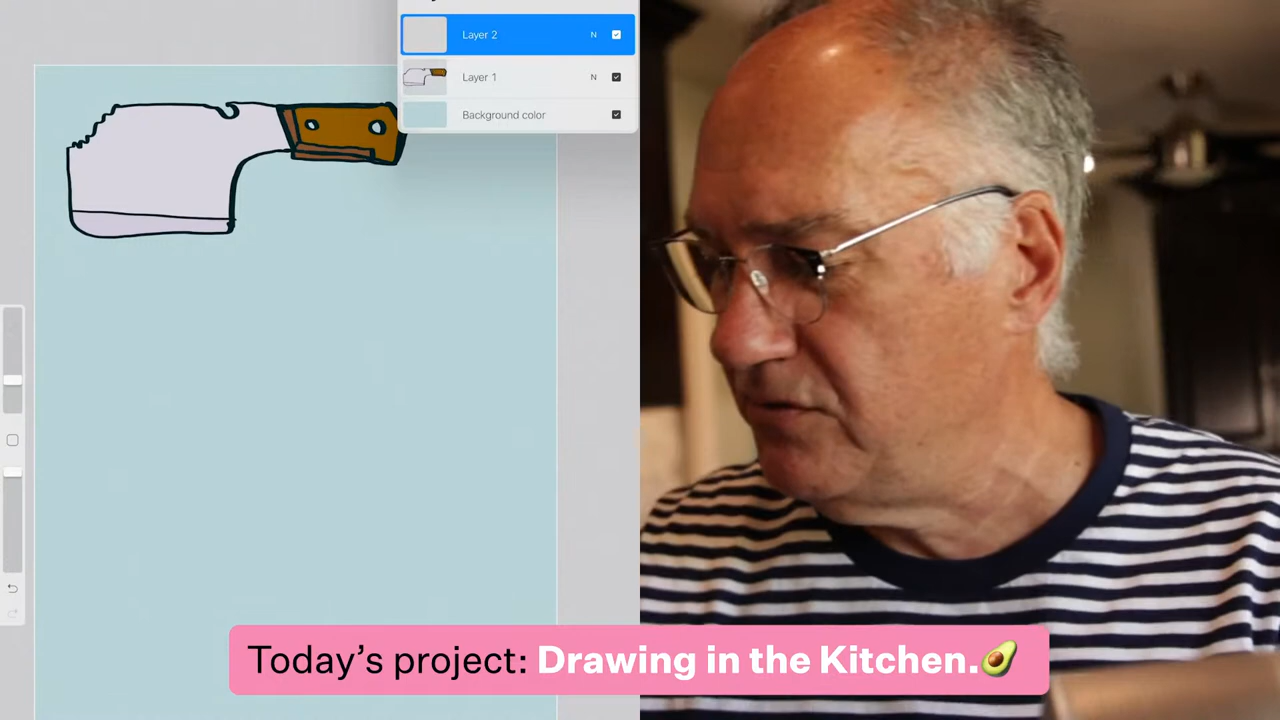 Layer 2 N
Layer 1 N
Background color
Today’s project: Drawing in the Kitchen.🥑